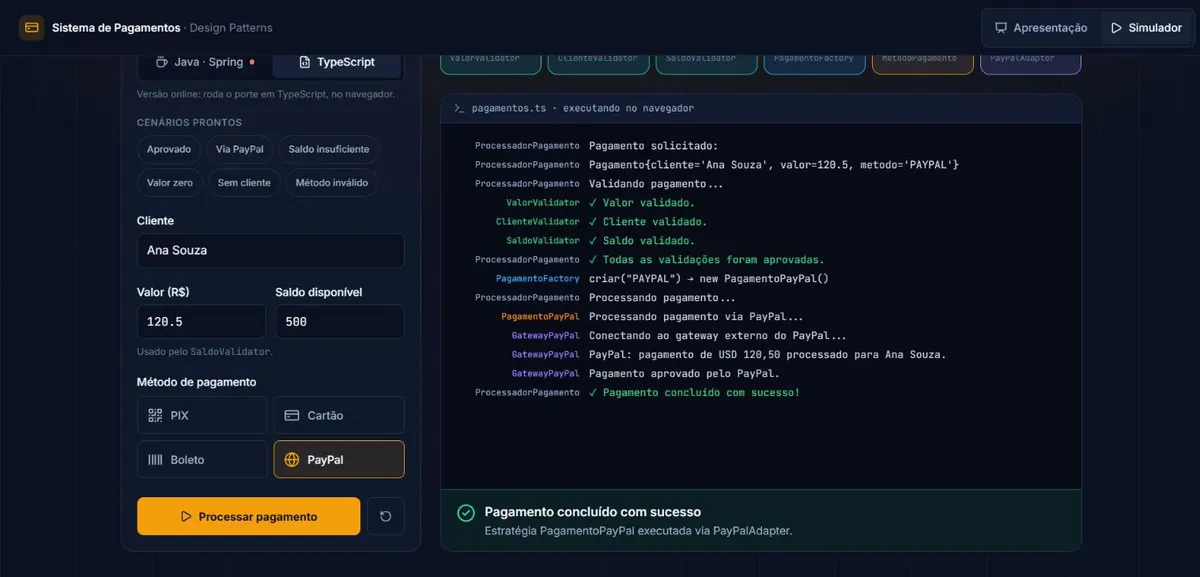 Sistema de Pagamentos · Design Patterns
Apresentação
Simulador
Java · Spring
TypeScript
Versão online: roda o porte em TypeScript, no navegador.
CENÁRIOS PRONTOS
Aprovado
Via PayPal
Saldo insuficiente
Valor zero
Sem cliente
Método inválido
Cliente
Ana Souza
Valor (R$)
Saldo disponível
120.5
500
Usado pelo SaldoValidator.
Método de pagamento
PIX
Cartão
Boleto
PayPal
Processar pagamento
ValorValidator
ClienteValidator
SaldoValidator
PagamentoFactory
MetodoPagamento
PayPalAdapter
>_ pagamentos.ts · executando no navegador
ProcessadorPagamento Pagamento solicitado:
ProcessadorPagamento Pagamento{cliente='Ana Souza', valor=120.5, metodo='PAYPAL'}
ProcessadorPagamento Validando pagamento...
ValorValidator ✓ Valor validado.
ClienteValidator ✓ Cliente validado.
SaldoValidator ✓ Saldo validado.
ProcessadorPagamento ✓ Todas as validações foram aprovadas.
PagamentoFactory criar("PAYPAL") → new PagamentoPayPal()
ProcessadorPagamento Processando pagamento...
PagamentoPayPal Processando pagamento via PayPal...
GatewayPayPal Conectando ao gateway externo do PayPal...
GatewayPayPal PayPal: pagamento de USD 120,50 processado para Ana Souza.
GatewayPayPal Pagamento aprovado pelo PayPal.
ProcessadorPagamento ✓ Pagamento concluído com sucesso!
Pagamento concluído com sucesso
Estratégia PagamentoPayPal executada via PayPalAdapter.